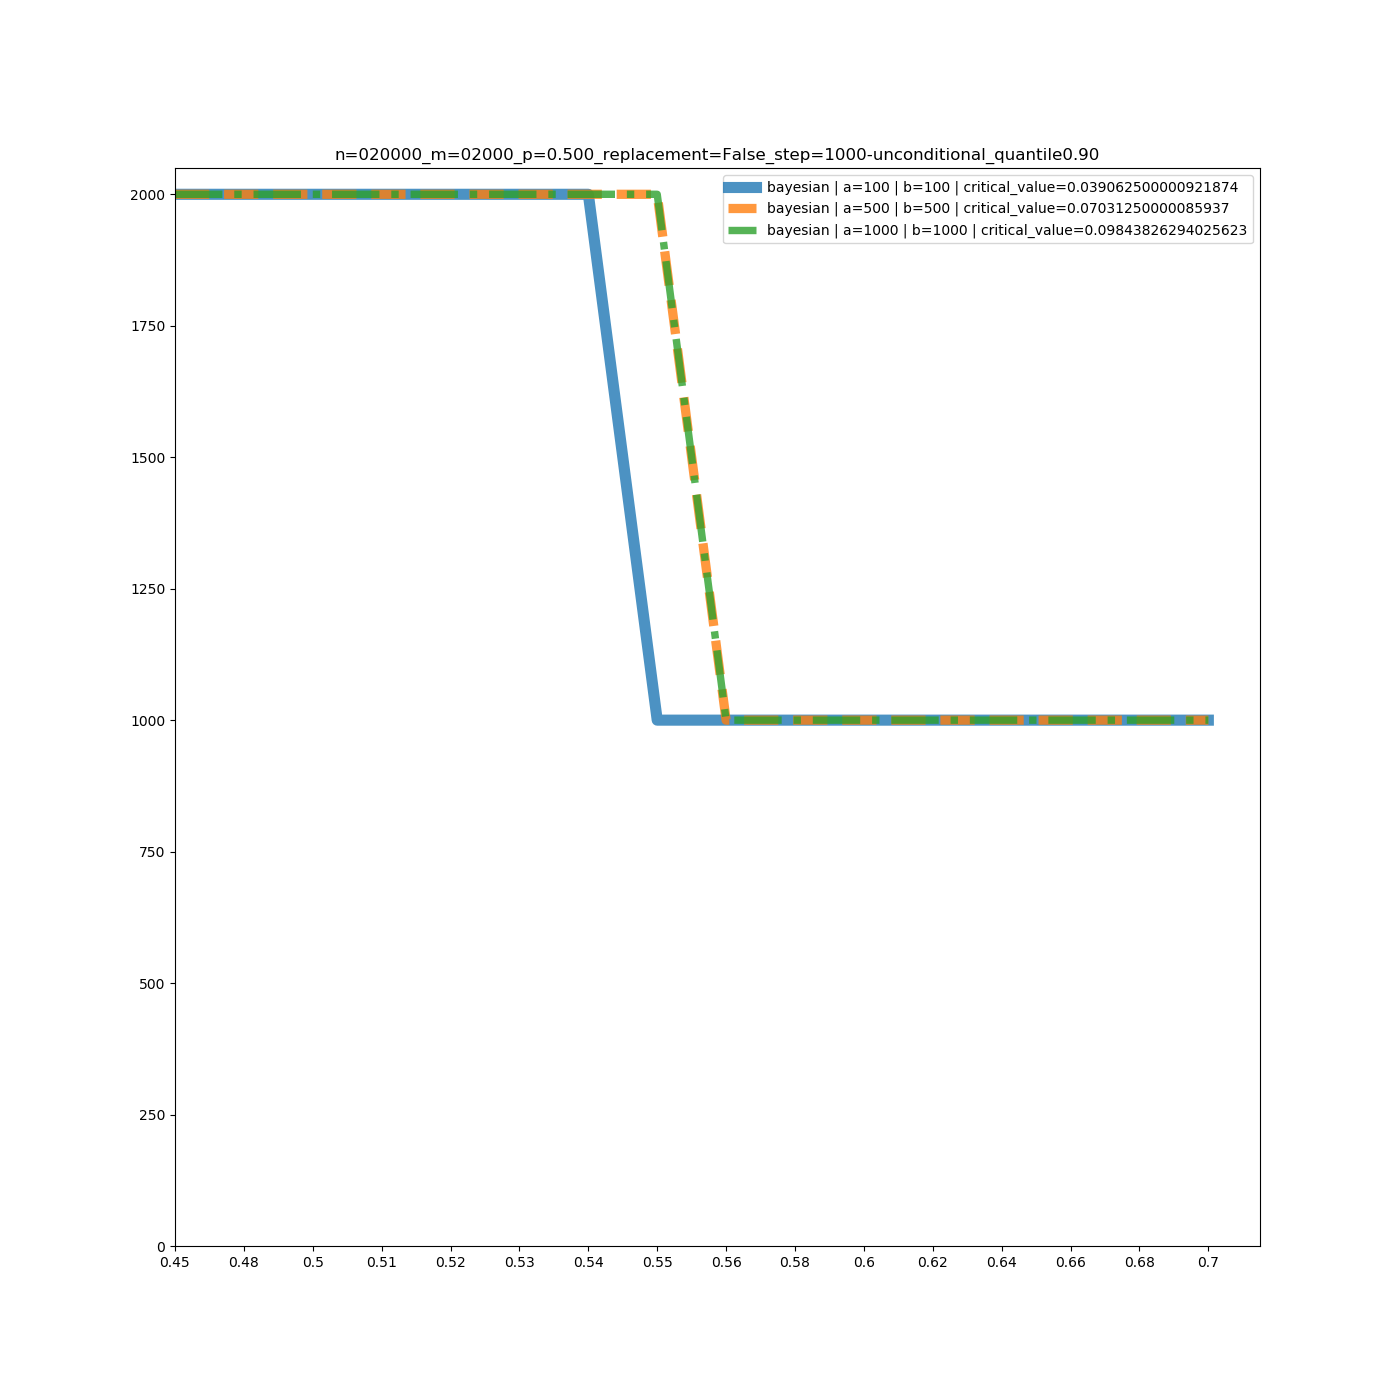 n=020000_m=02000_p=0.500_replacement=False_step=1000-unconditional_quantile0.90
bayesian | a=100 | b=100 | critical_value=0.039062500000921874
bayesian | a=500 | b=500 | critical_value=0.07031250000085937
bayesian | a=1000 | b=1000 | critical_value=0.09843826294025623
2000
1750
1500
1250
1000
750
500
250
0
0.45 0.48 0.5 0.51 0.52 0.53 0.54 0.55 0.56 0.58 0.6 0.62 0.64 0.66 0.68 0.7